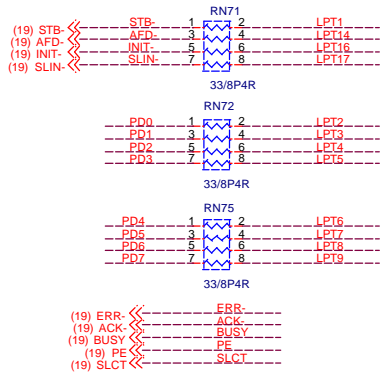 RN71
(19) STB- STB- 1 2 LPT1
(19) AFD- AFD- 3 4 LPT14
(19) INIT- INIT- 5 6 LPT16
(19) SLIN- SLIN- 7 8 LPT17
33/8P4R
RN72
PD0 1 2 LPT2
PD1 3 4 LPT3
PD2 5 6 LPT4
PD3 7 8 LPT5
33/8P4R
RN75
PD4 1 2 LPT6
PD5 3 4 LPT7
PD6 5 6 LPT8
PD7 7 8 LPT9
33/8P4R
(19) ERR- ERR-
(19) ACK- ACK-
(19) BUSY BUSY
(19) PE PE
(19) SLCT SLCT